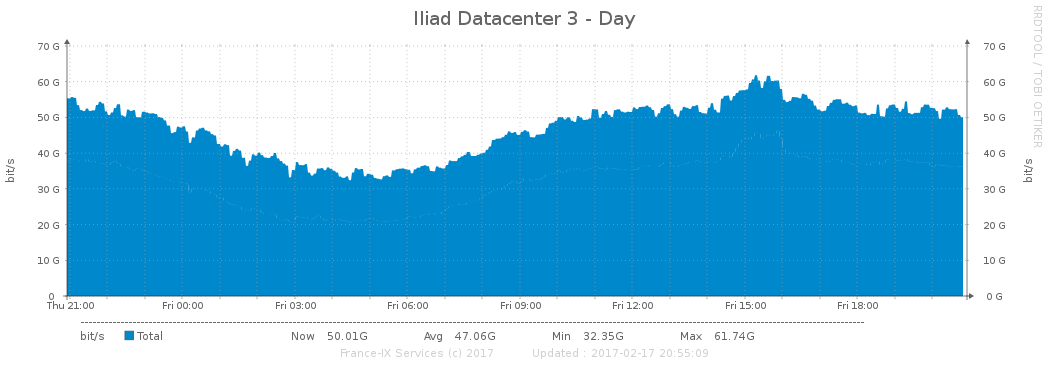 Iliad Datacenter 3 - Day
RRDTOOL / TOBI OETIKER
70 G 70 G
60 G 60 G
50 G 50 G
40 G 40 G
30 G 30 G
20 G 20 G
10 G 10 G
0 0 G
bit/s bit/s
Thu 21:00 Fri 00:00 Fri 03:00 Fri 06:00 Fri 09:00 Fri 12:00 Fri 15:00 Fri 18:00
bit/s Total Now 50.01G Avg 47.06G Min 32.35G Max 61.74G
France-IX Services (c) 2017 Updated : 2017-02-17 20:55:09